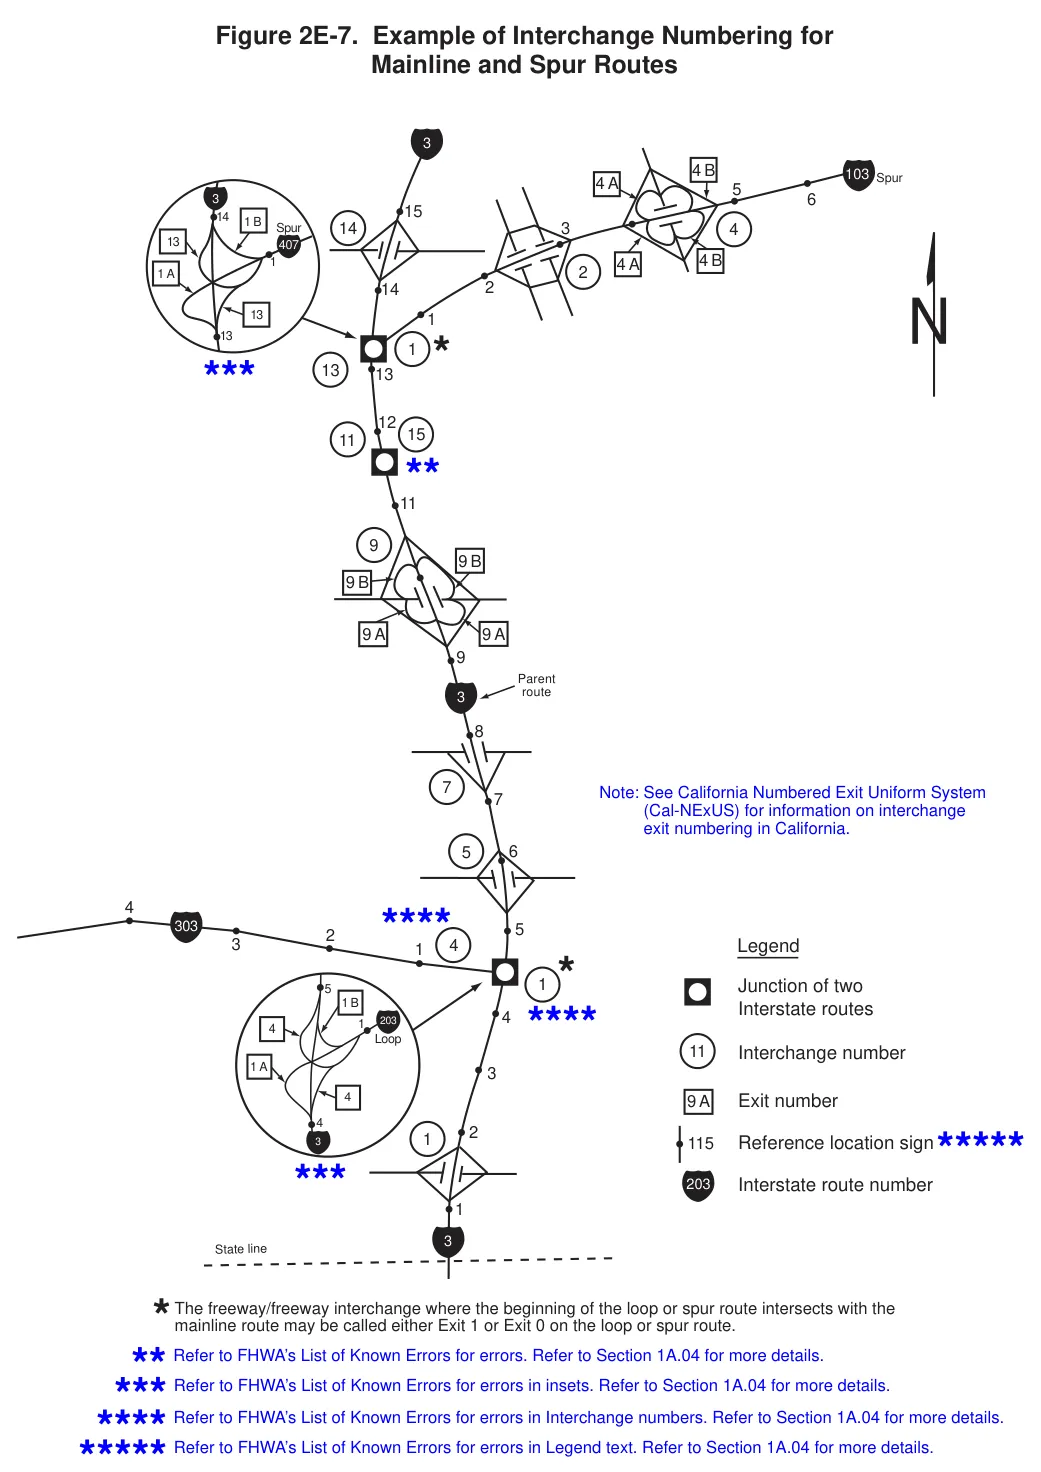 Figure 2E-7.  Example of Interchange Numbering for
Mainline and Spur Routes
3
103
Spur
4 A
4 B
5
6
4
4 A
4 B
3
2
2
1
15
14
14
1 *
13
13
3
14
1 B
Spur
407
13
1 A
1
13
13
***
N
12
11
15
**
11
9
9 B
9 B
9 A
9 A
9
3
Parent
route
8
7
7
Note: See California Numbered Exit Uniform System
(Cal-NExUS) for information on interchange
exit numbering in California.
5
6
5
4
303
3
2
1
****
4
1 *
****
4
5
1 B
1
203
Loop
4
1 A
4
4
3
***
3
2
1
1
3
State line
Legend
Junction of two
Interstate routes
11 Interchange number
9 A Exit number
115 Reference location sign *****
203 Interstate route number
* The freeway/freeway interchange where the beginning of the loop or spur route intersects with the
mainline route may be called either Exit 1 or Exit 0 on the loop or spur route.
** Refer to FHWA's List of Known Errors for errors. Refer to Section 1A.04 for more details.
*** Refer to FHWA's List of Known Errors for errors in insets. Refer to Section 1A.04 for more details.
**** Refer to FHWA's List of Known Errors for errors in Interchange numbers. Refer to Section 1A.04 for more details.
***** Refer to FHWA's List of Known Errors for errors in Legend text. Refer to Section 1A.04 for more details.